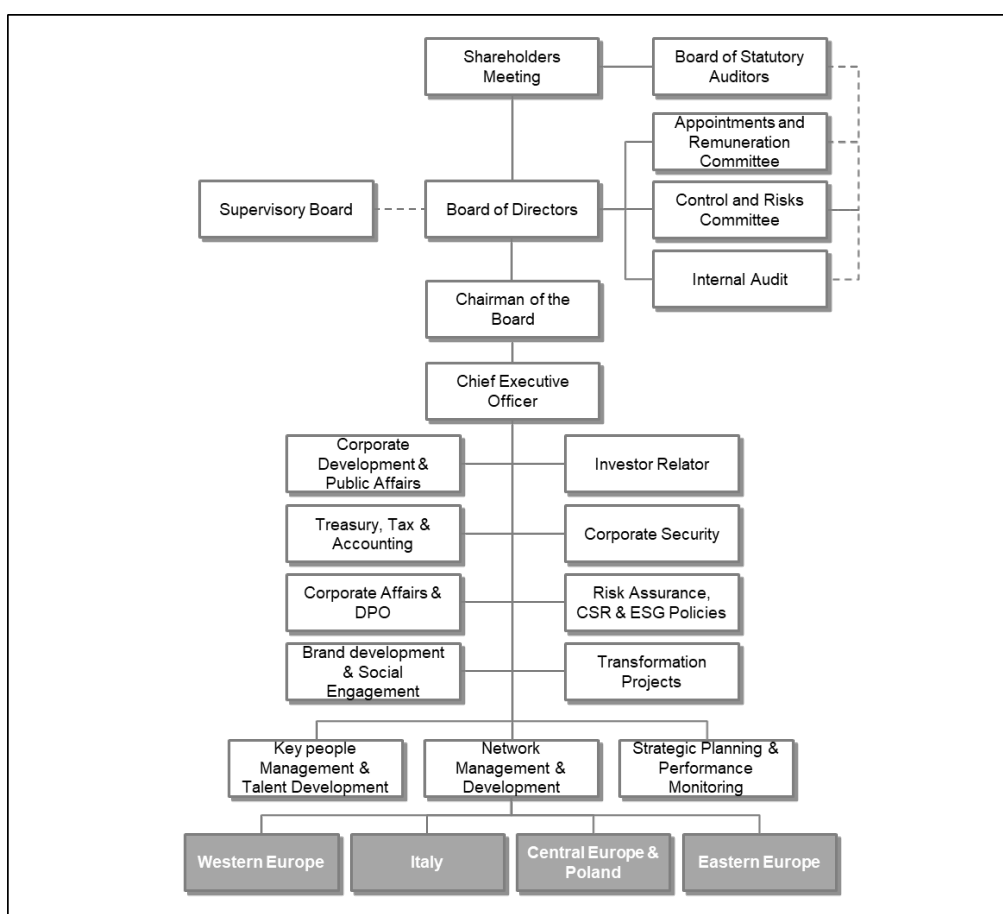 Shareholders
Meeting
Board of Statutory
Auditors
Appointments and
Remuneration
Committee
Supervisory Board
Board of Directors
Control and Risks
Committee
Internal Audit
Chairman of the
Board
Chief Executive
Officer
Corporate
Development &
Public Affairs
Investor Relator
Treasury, Tax &
Accounting
Corporate Security
Corporate Affairs &
DPO
Risk Assurance,
CSR & ESG Policies
Brand development
& Social
Engagement
Transformation
Projects
Key people
Management &
Talent Development
Network
Management &
Development
Strategic Planning &
Performance
Monitoring
Western Europe
Italy
Central Europe &
Poland
Eastern Europe